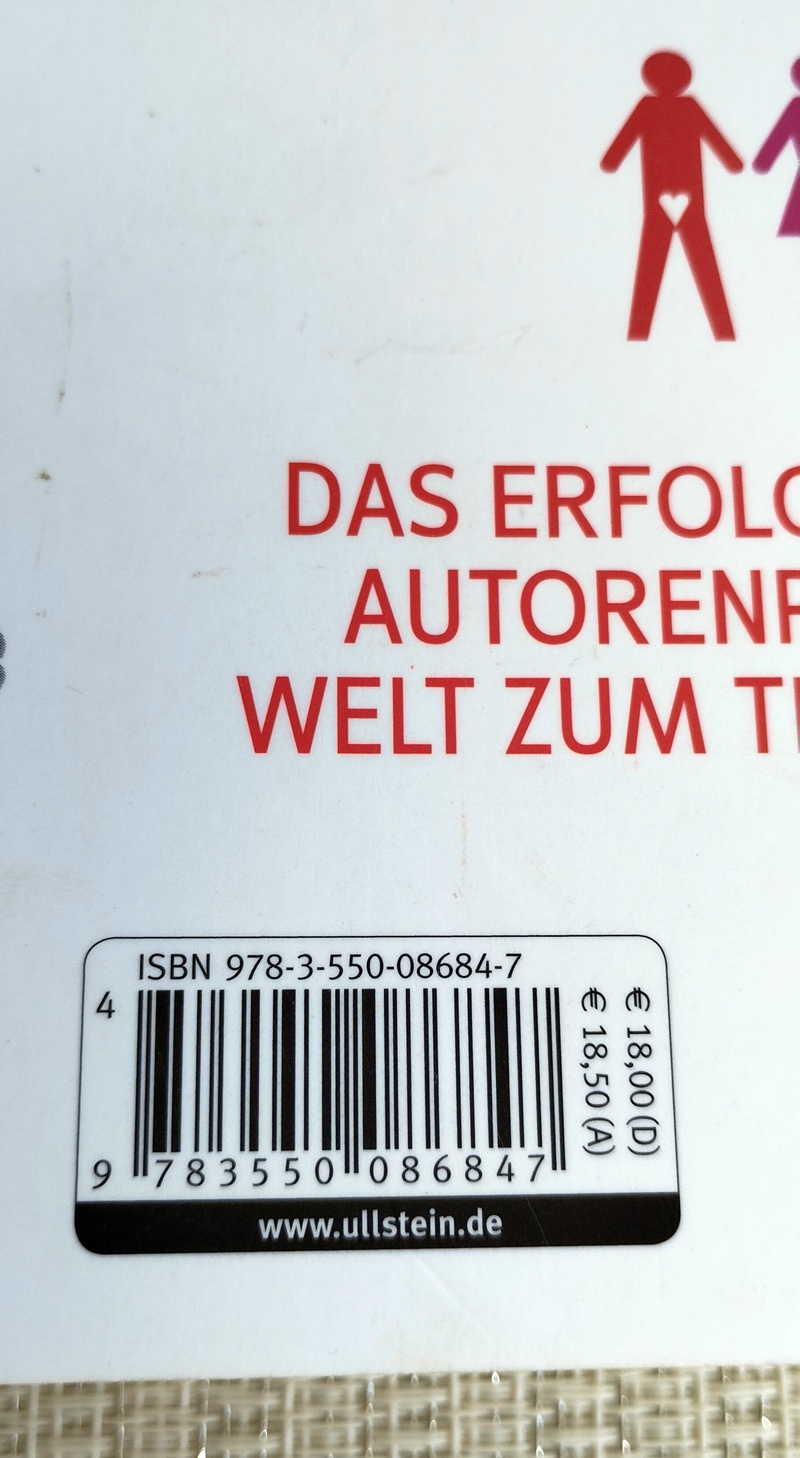 DAS ERFOLG
AUTORENP
WELT ZUM T
ISBN 978-3-550-08684-7
4
9 783550 086847
€ 18,00 (D)
€ 18,50 (A)
www.ullstein.de